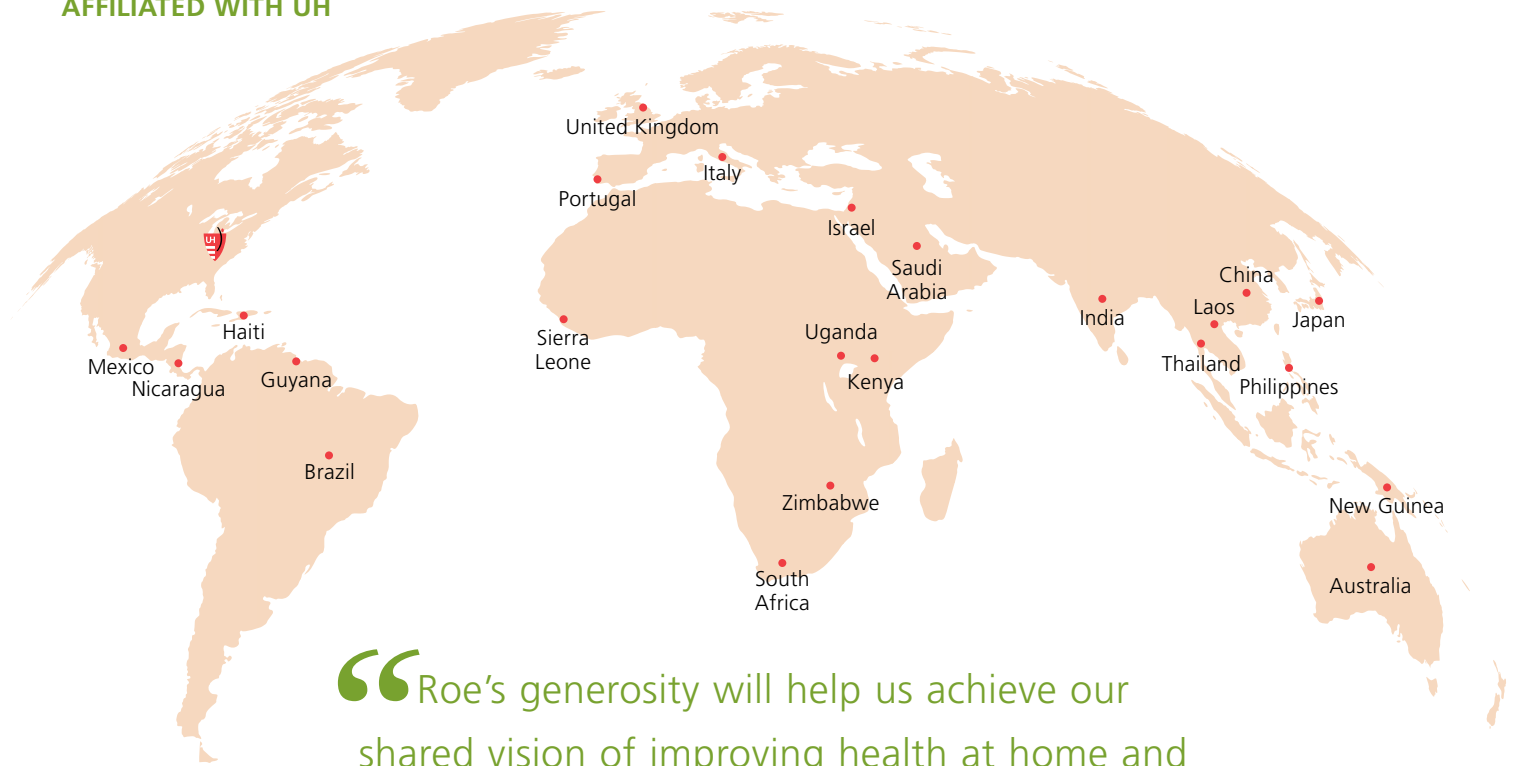 AFFILIATED WITH UH
United Kingdom
Italy
Portugal
Israel
Saudi
Arabia
China
Laos
India
Japan
Haiti
Sierra
Leone
Uganda
Mexico
Thailand
Nicaragua
Guyana
Kenya
Philippines
Brazil
Zimbabwe
New Guinea
South
Africa
Australia
UH
“Roe’s generosity will help us achieve our
shared vision of improving health at home and